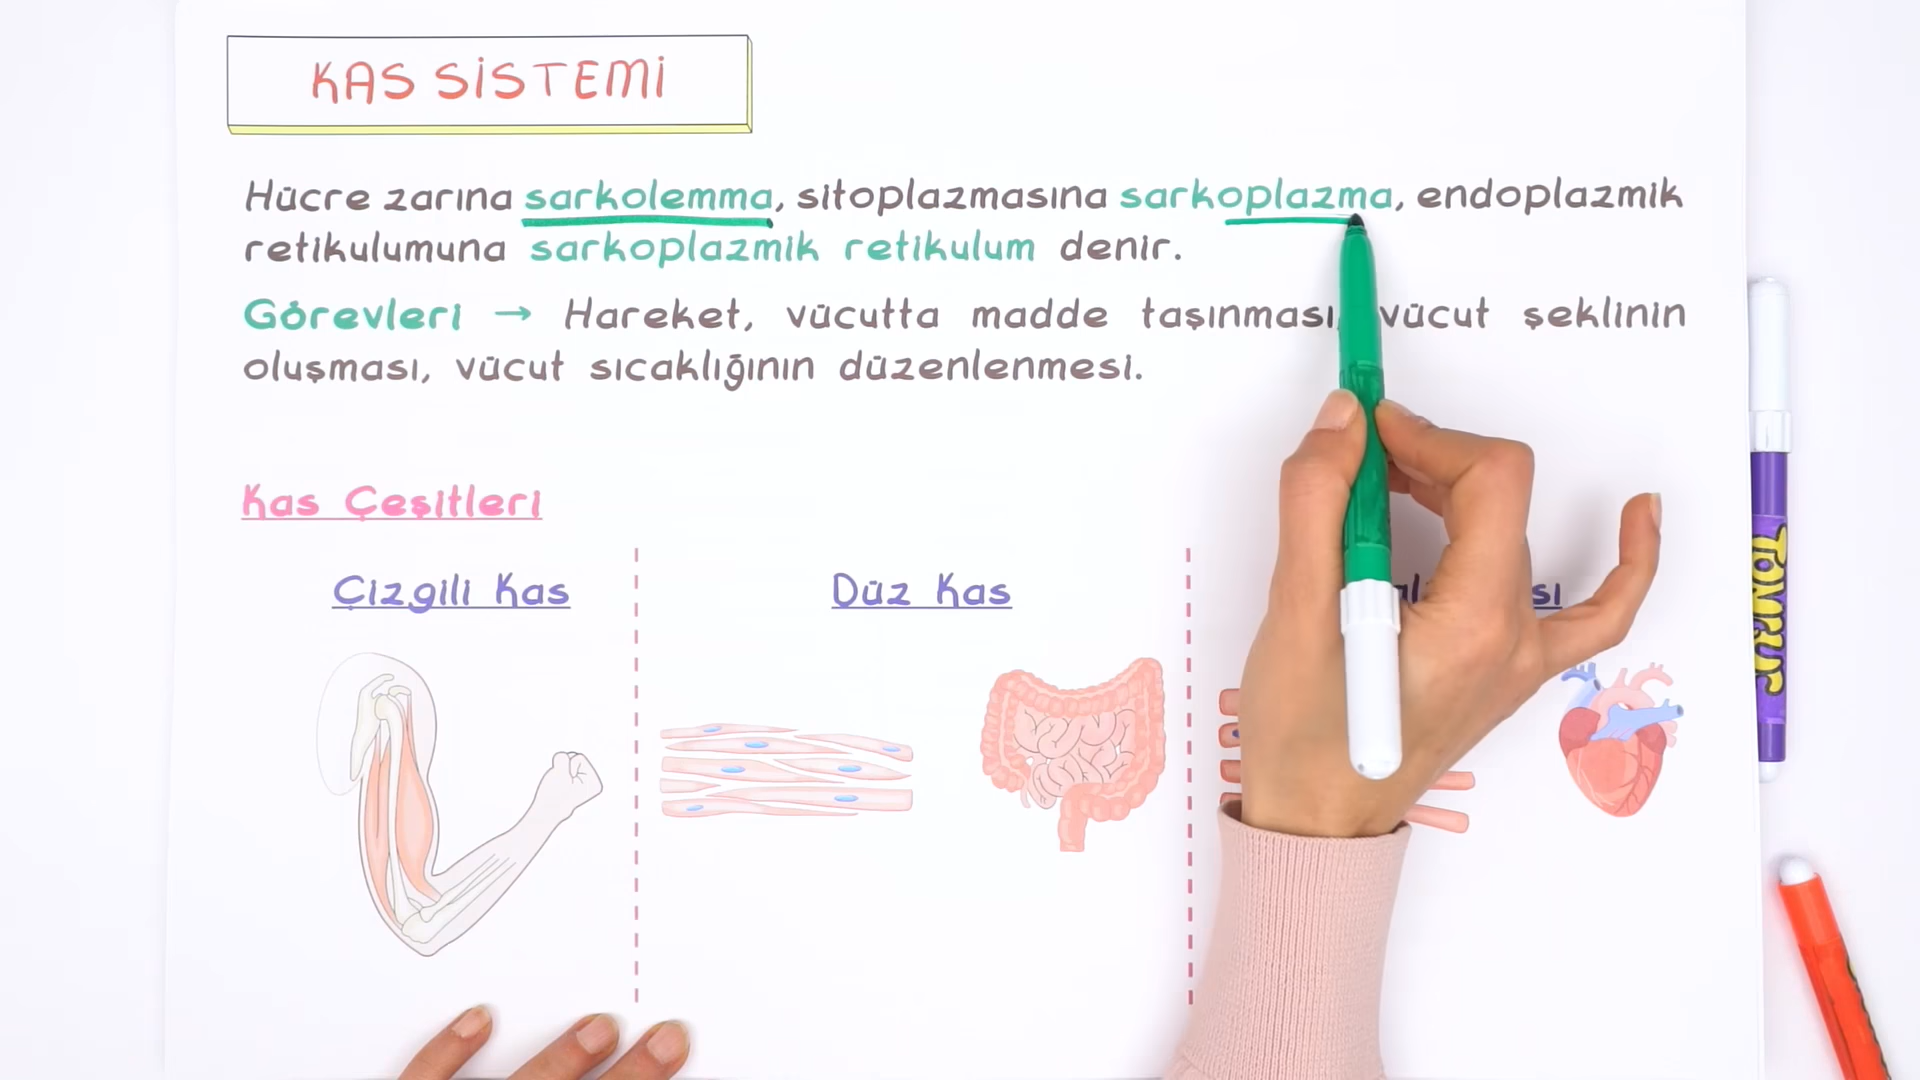 KAS SİSTEMİ
Hücre zarına sarkolemma, sitoplazmasına sarkoplazma, endoplazmik
retikulumuna sarkoplazmik retikulum denir.
Görevleri → Hareket, vücutta madde taşınması, vücut şeklinin
oluşması, vücut sıcaklığının düzenlenmesi.
Kas Çeşitleri
Çizgili Kas
Düz Kas
TOMBUL